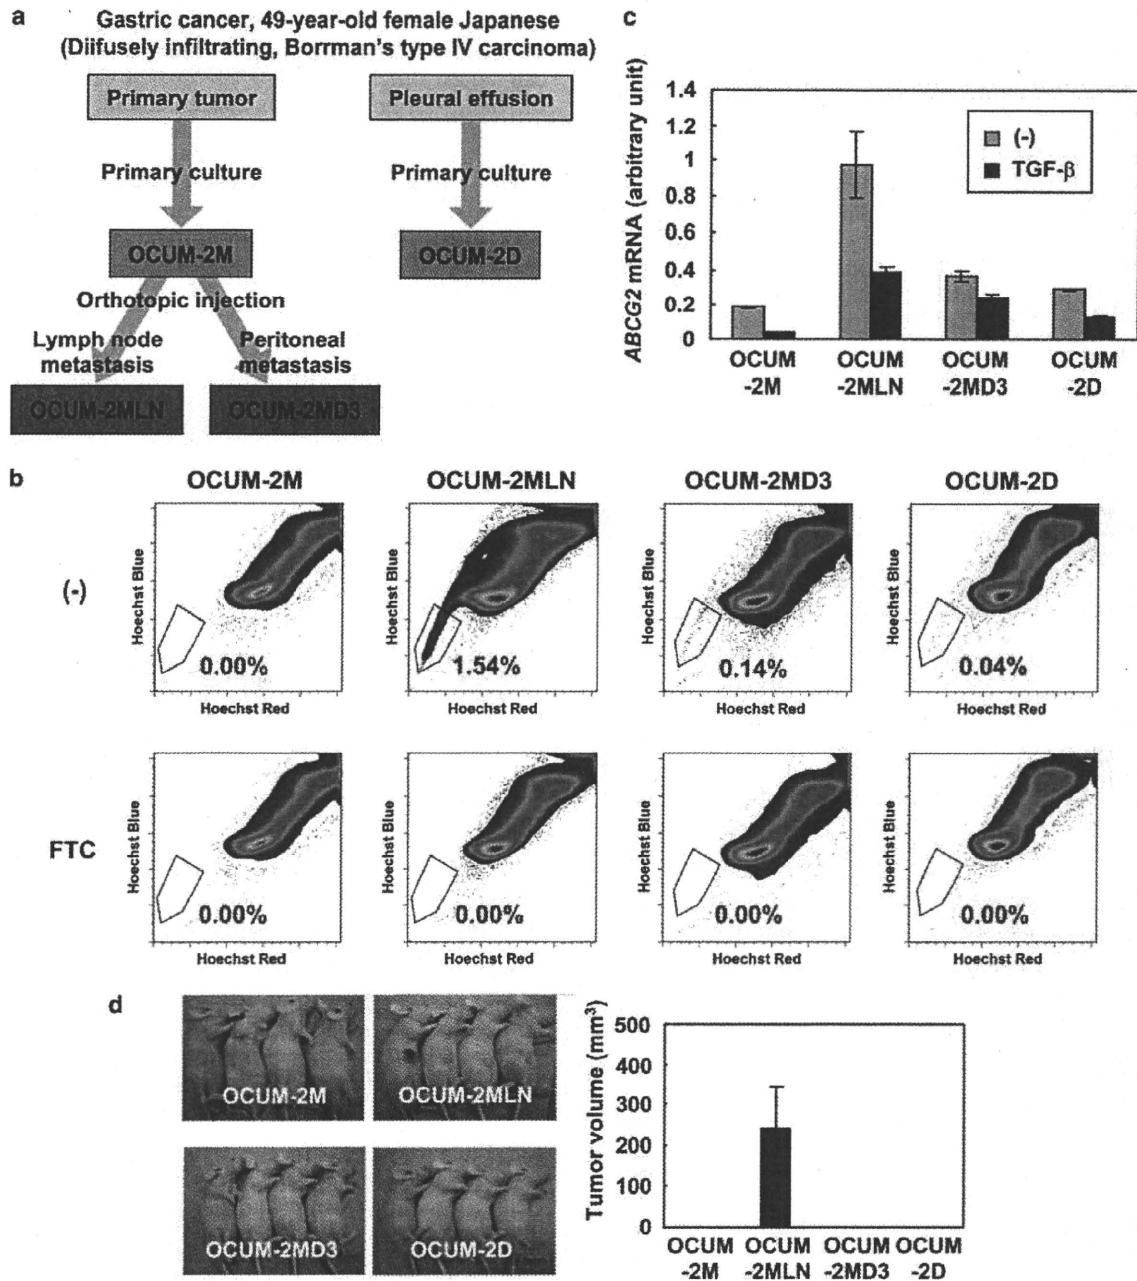 a
Gastric cancer, 49-year-old female Japanese
(Diifusely infiltrating, Borrman's type IV carcinoma)
Primary tumor
Pleural effusion
Primary culture
Primary culture
OCUM-2M
OCUM-2D
Orthotopic injection
Lymph node
metastasis
Peritoneal
metastasis
OCUM-2MLN
OCUM-2MD3
c
ABCG2 mRNA (arbitrary unit)
1.4
1.2
1
0.8
0.6
0.4
0.2
0
(-)
TGF-β
OCUM
-2M
OCUM
-2MLN
OCUM
-2MD3
OCUM
-2D
b
OCUM-2M
OCUM-2MLN
OCUM-2MD3
OCUM-2D
(-)
Hoechst Blue
0.00%
Hoechst Red
Hoechst Blue
1.54%
Hoechst Red
Hoechst Blue
0.14%
Hoechst Red
Hoechst Blue
0.04%
Hoechst Red
FTC
Hoechst Blue
0.00%
Hoechst Red
Hoechst Blue
0.00%
Hoechst Red
Hoechst Blue
0.00%
Hoechst Red
Hoechst Blue
0.00%
Hoechst Red
d
OCUM-2M
OCUM-2MLN
OCUM-2MD3
OCUM-2D
Tumor volume (mm³)
500
400
300
200
100
0
OCUM
-2M
OCUM
-2MLN
OCUM
-2MD3
OCUM
-2D